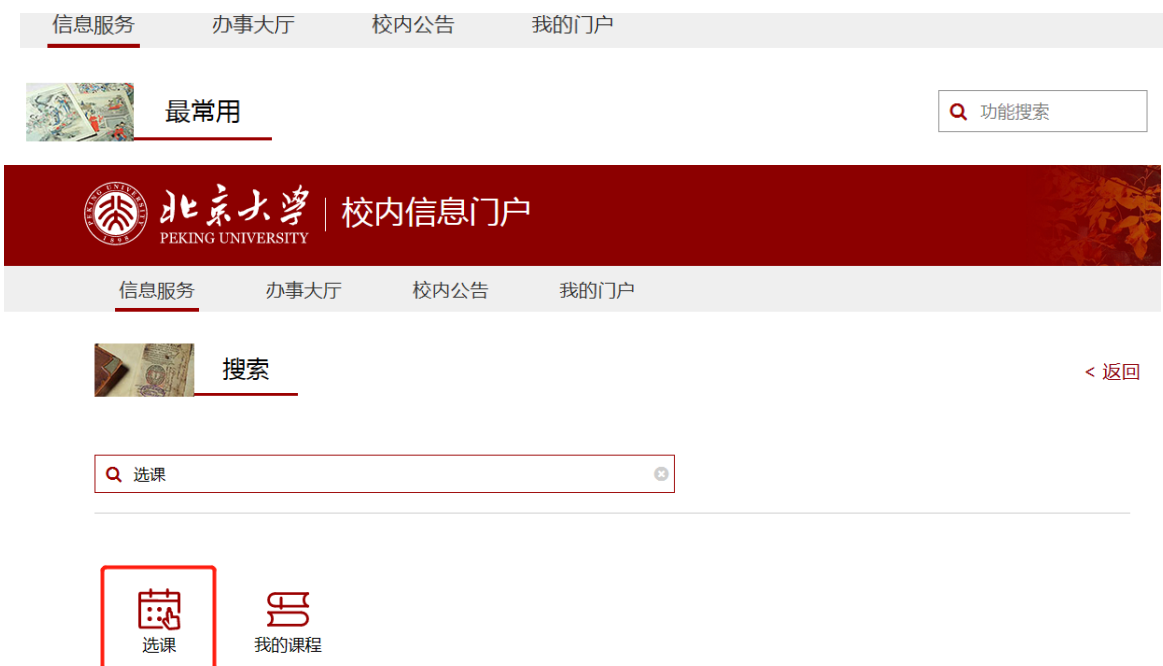 信息服务 办事大厅 校内公告 我的门户
最常用
功能搜索
PEKING UNIVERSITY
1898
北京大学
PEKING UNIVERSITY
校内信息门户
信息服务 办事大厅 校内公告 我的门户
搜索
< 返回
选课
选课 我的课程